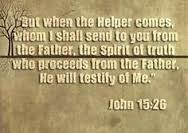 "But when the Helper comes,
whom I shall send to you from
the Father, the Spirit of truth
who proceeds from the Father,
He will testify of Me."
John 15:26